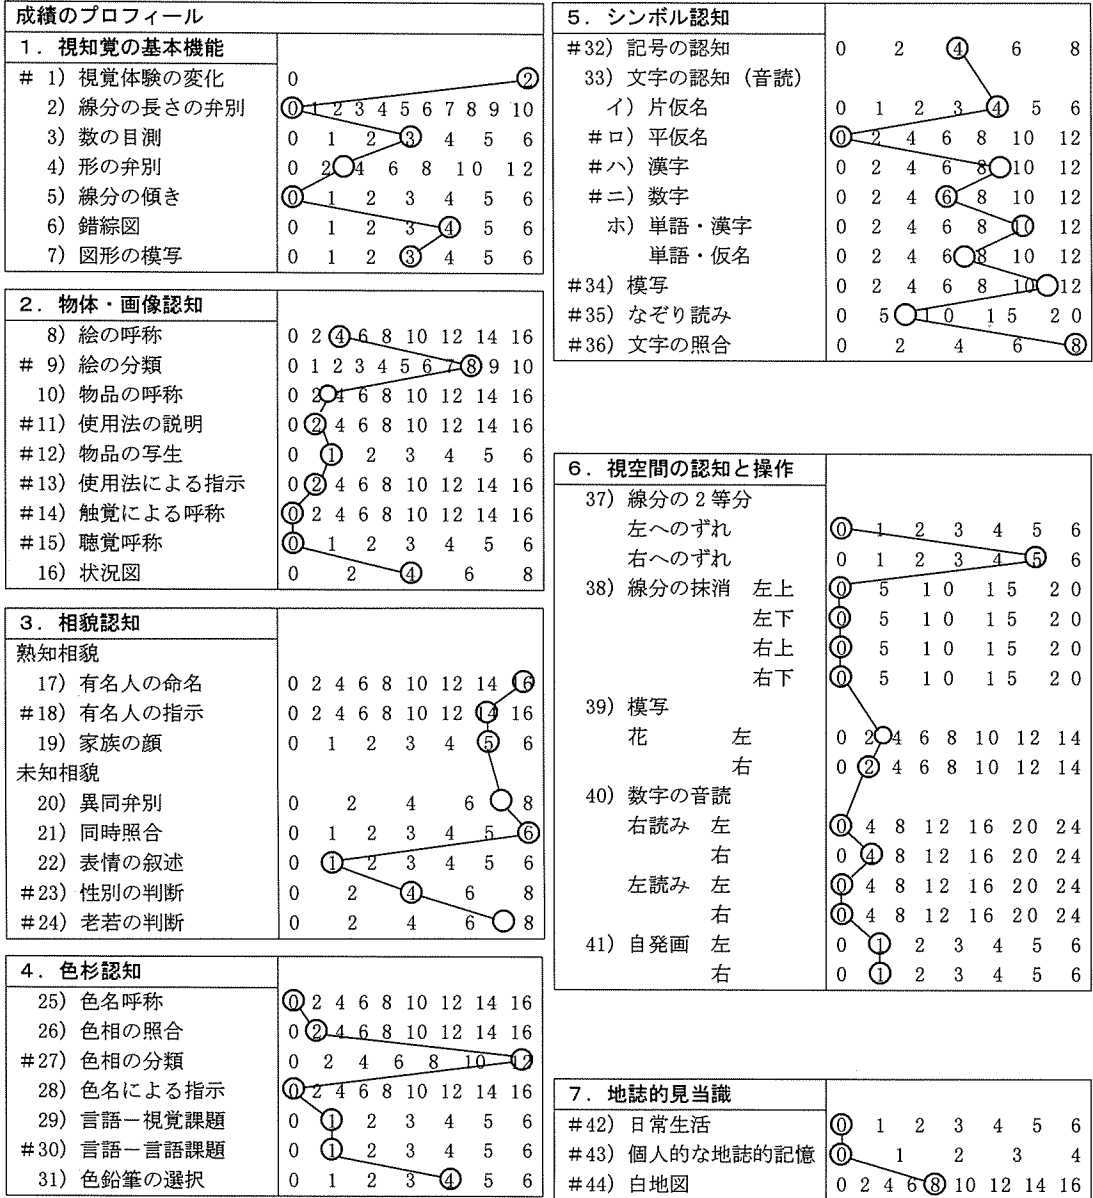 成績のプロフィール
1．視知覚の基本機能
# 1）視覚体験の変化 0 2
2）線分の長さの弁別 0 1 2 3 4 5 6 7 8 9 10
3）数の目測 0 1 2 3 4 5 6
4）形の弁別 0 2 4 6 8 10 12
5）線分の傾き 0 1 2 3 4 5 6
6）錯綜図 0 1 2 3 4 5 6
7）図形の模写 0 1 2 3 4 5 6
2．物体・画像認知
8）絵の呼称 0 2 4 6 8 10 12 14 16
# 9）絵の分類 0 1 2 3 4 5 6 7 8 9 10
10）物品の呼称 0 2 4 6 8 10 12 14 16
#11）使用法の説明 0 2 4 6 8 10 12 14 16
#12）物品の写生 0 1 2 3 4 5 6
#13）使用法による指示 0 2 4 6 8 10 12 14 16
#14）触覚による呼称 0 2 4 6 8 10 12 14 16
#15）聴覚呼称 0 1 2 3 4 5 6
16）状況図 0 2 4 6 8
3．相貌認知
熟知相貌
17）有名人の命名 0 2 4 6 8 10 12 14 16
#18）有名人の指示 0 2 4 6 8 10 12 14 16
19）家族の顔 0 1 2 3 4 5 6
未知相貌
20）異同弁別 0 2 4 6 8
21）同時照合 0 1 2 3 4 5 6
22）表情の叙述 0 1 2 3 4 5 6
#23）性別の判断 0 2 4 6 8
#24）老若の判断 0 2 4 6 8
4．色杉認知
25）色名呼称 0 2 4 6 8 10 12 14 16
26）色相の照合 0 2 4 6 8 10 12 14 16
#27）色相の分類 0 2 4 6 8 10 12
28）色名による指示 0 2 4 6 8 10 12 14 16
29）言語－視覚課題 0 1 2 3 4 5 6
#30）言語－言語課題 0 1 2 3 4 5 6
31）色鉛筆の選択 0 1 2 3 4 5 6
5．シンボル認知
#32）記号の認知 0 2 4 6 8
33）文字の認知（音読）
イ）片仮名 0 1 2 3 4 5 6
#ロ）平仮名 0 2 4 6 8 10 12
#ハ）漢字 0 2 4 6 8 10 12
#ニ）数字 0 2 4 6 8 10 12
ホ）単語・漢字 0 2 4 6 8 10 12
単語・仮名 0 2 4 6 8 10 12
#34）模写 0 2 4 6 8 10 12
#35）なぞり読み 0 5 10 15 20
#36）文字の照合 0 2 4 6 8
6．視空間の認知と操作
37）線分の2等分
左へのずれ 0 1 2 3 4 5 6
右へのずれ 0 1 2 3 4 5 6
38）線分の抹消 左上 0 5 10 15 20
左下 0 5 10 15 20
右上 0 5 10 15 20
右下 0 5 10 15 20
39）模写
花 左 0 2 4 6 8 10 12 14
右 0 2 4 6 8 10 12 14
40）数字の音読
右読み 左 0 4 8 12 16 20 24
右 0 4 8 12 16 20 24
左読み 左 0 4 8 12 16 20 24
右 0 4 8 12 16 20 24
41）自発画 左 0 1 2 3 4 5 6
右 0 1 2 3 4 5 6
7．地誌的見当識
#42）日常生活 0 1 2 3 4 5 6
#43）個人的な地誌的記憶 0 1 2 3 4
#44）白地図 0 2 4 6 8 10 12 14 16